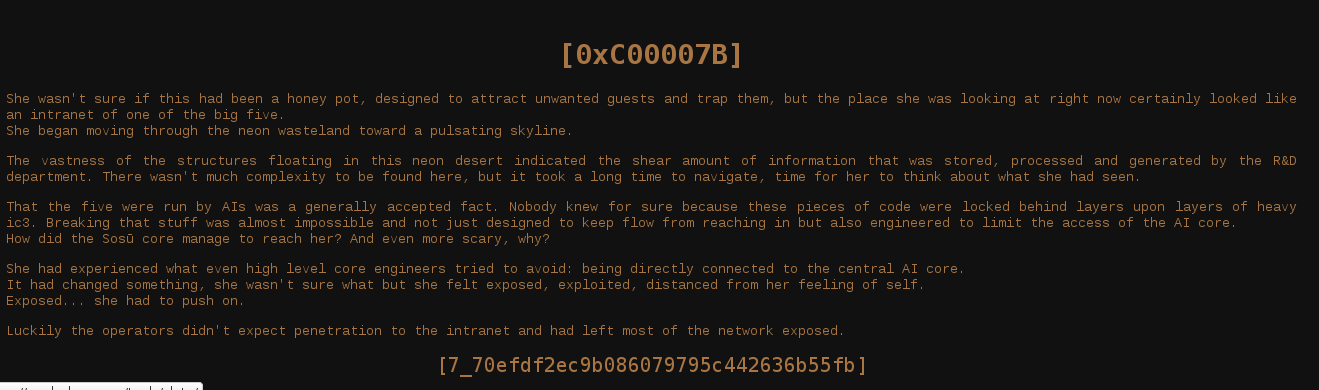 [0xC00007B]
She wasn't sure if this had been a honey pot, designed to attract unwanted guests and trap them, but the place she was looking at right now certainly looked like
an intranet of one of the big five.
She began moving through the neon wasteland toward a pulsating skyline.
The vastness of the structures floating in this neon desert indicated the shear amount of information that was stored, processed and generated by the R&D
department. There wasn't much complexity to be found here, but it took a long time to navigate, time for her to think about what she had seen.
That the five were run by AIs was a generally accepted fact. Nobody knew for sure because these pieces of code were locked behind layers upon layers of heavy
ic3. Breaking that stuff was almost impossible and not just designed to keep flow from reaching in but also engineered to limit the access of the AI core.
How did the Sosū core manage to reach her? And even more scary, why?
She had experienced what even high level core engineers tried to avoid: being directly connected to the central AI core.
It had changed something, she wasn't sure what but she felt exposed, exploited, distanced from her feeling of self.
Exposed... she had to push on.
Luckily the operators didn't expect penetration to the intranet and had left most of the network exposed.
[7_70efdf2ec9b086079795c442636b55fb]